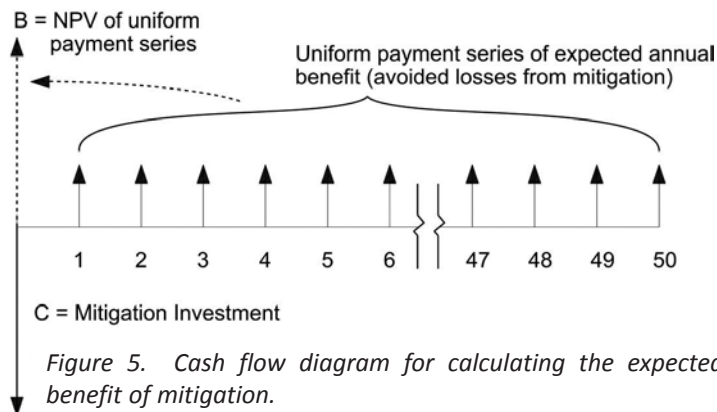 B = NPV of uniform
payment series
Uniform payment series of expected annual
benefit (avoided losses from mitigation)
1 2 3 4 5 6 47 48 49 50
C = Mitigation Investment
Figure 5. Cash flow diagram for calculating the expected
benefit of mitigation.